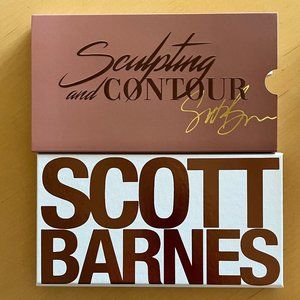 Sculpting
and CONTOUR
SCOTT
BARNES